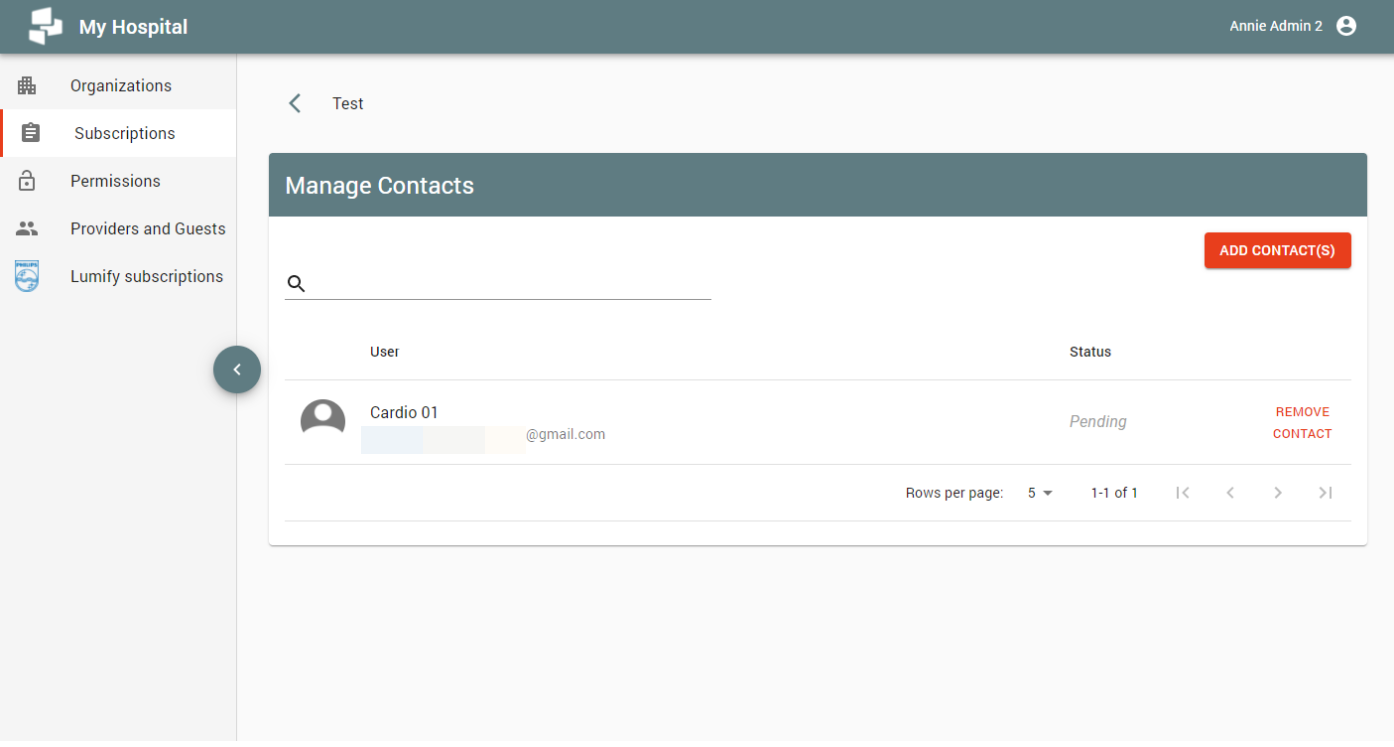 My Hospital
Annie Admin 2
Organizations
Subscriptions
Permissions
Providers and Guests
PHILIPS
Lumify subscriptions
Test
Manage Contacts
ADD CONTACT(S)
User Status
Cardio 01
@gmail.com
Pending
REMOVE
CONTACT
Rows per page: 5 1-1 of 1